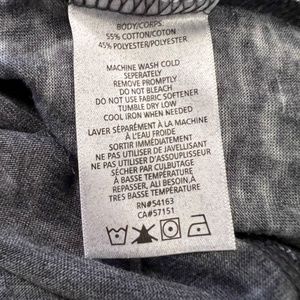 BODY/CORPS:
55% COTTON/COTON
45% POLYESTER/POLYESTER
MACHINE WASH COLD
SEPERATELY
REMOVE PROMPTLY
DO NOT BLEACH
DO NOT USE FABRIC SOFTENER
TUMBLE DRY LOW
COOL IRON WHEN NEEDED
LAVER SÉPARÉMENT À LA MACHINE
À L'EAU FROIDE
SORTIR IMMÉDIATEMENT
NE PAS UTILISER DE JAVELLISANT
NE PAS UTILISER D'ASSOUPLISSEUR
SÉCHER PAR CULBUTAGE
À BASSE TEMPÉRATURE
REPASSER, ALI BESOIN,À
TRES BASSE TEMPÉRATURE
RN#54163
CA#57151